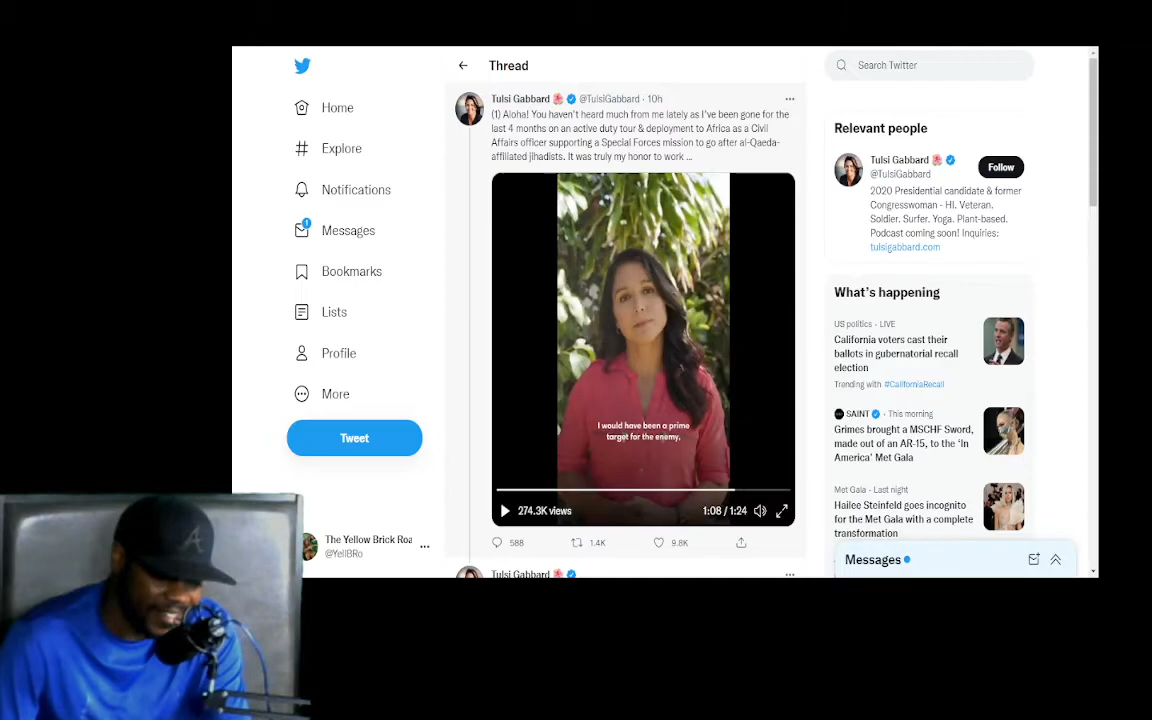 Thread
Search Twitter
Home
Explore
Notifications
1
Messages
Bookmarks
Lists
Profile
More
Tweet
The Yellow Brick Roa
@YellBRo
Tulsi Gabbard @TulsiGabbard · 10h
(1) Aloha! You haven't heard much from me lately as I've been gone for the
last 4 months on an active duty tour & deployment to Africa as a Civil
Affairs officer supporting a Special Forces mission to go after al-Qaeda-
affiliated jihadists. It was truly my honor to work ...
I would have been a prime
target for the enemy,
274.3K views
1:08 / 1:24
588
1.4K
9.8K
Tulsi Gabbard
Relevant people
Tulsi Gabbard
@TulsiGabbard
Follow
2020 Presidential candidate & former
Congresswoman - HI. Veteran.
Soldier. Surfer. Yoga. Plant-based.
Podcast coming soon! Inquiries:
tulsigabbard.com
What's happening
US politics · LIVE
California voters cast their
ballots in gubernatorial recall
election
Trending with #CaliforniaRecall
SAINT · This morning
Grimes brought a MSCHF Sword,
made out of an AR-15, to the 'In
America' Met Gala
Met Gala · Last night
Hailee Steinfeld goes incognito
for the Met Gala with a complete
transformation
Messages
A